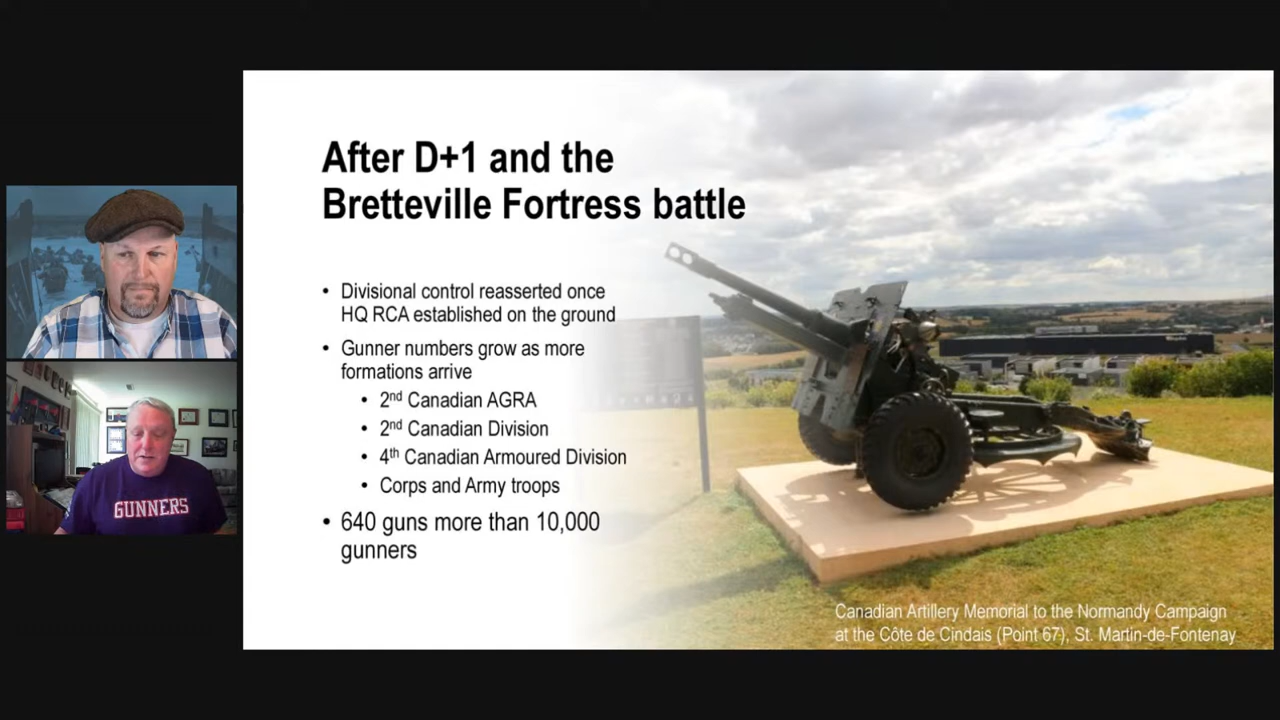 After D+1 and the
Bretteville Fortress battle
• Divisional control reasserted once
HQ RCA established on the ground
• Gunner numbers grow as more
formations arrive
• 2nd Canadian AGRA
• 2nd Canadian Division
• 4th Canadian Armoured Division
• Corps and Army troops
• 640 guns more than 10,000
gunners
Canadian Artillery Memorial to the Normandy Campaign
at the Côte de Cindais (Point 67), St. Martin-de-Fontenay
GUNNERS